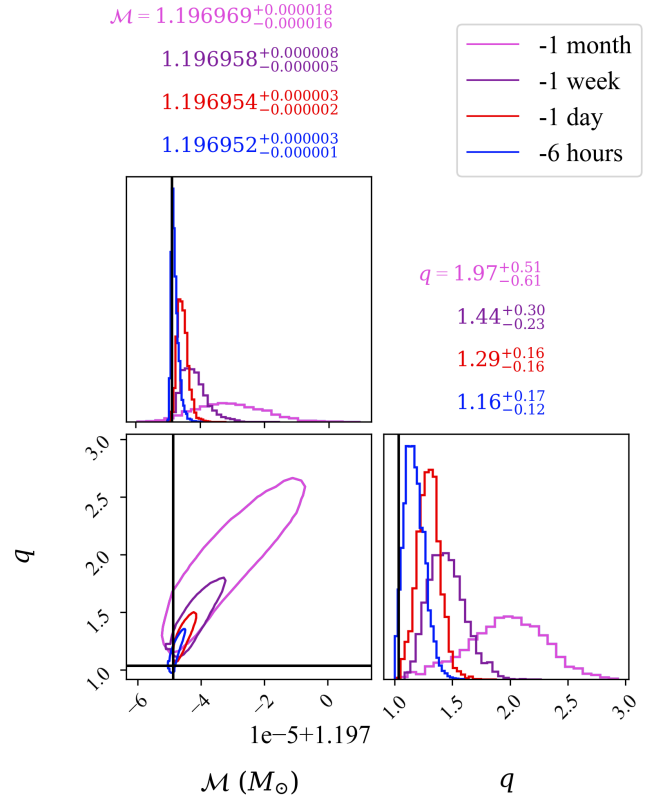 ℳ = 1.196969+0.000018−0.000016
1.196958+0.000008−0.000005
1.196954+0.000003−0.000002
1.196952+0.000003−0.000001
-1 month
-1 week
-1 day
-6 hours
q = 1.97+0.51−0.61
1.44+0.30−0.23
1.29+0.16−0.16
1.16+0.17−0.12
3.0
2.5
2.0
1.5
1.0
q
−6 −4 −2 0
1e−5+1.197
ℳ (M⊙)
1.0 1.5 2.0 2.5 3.0
q